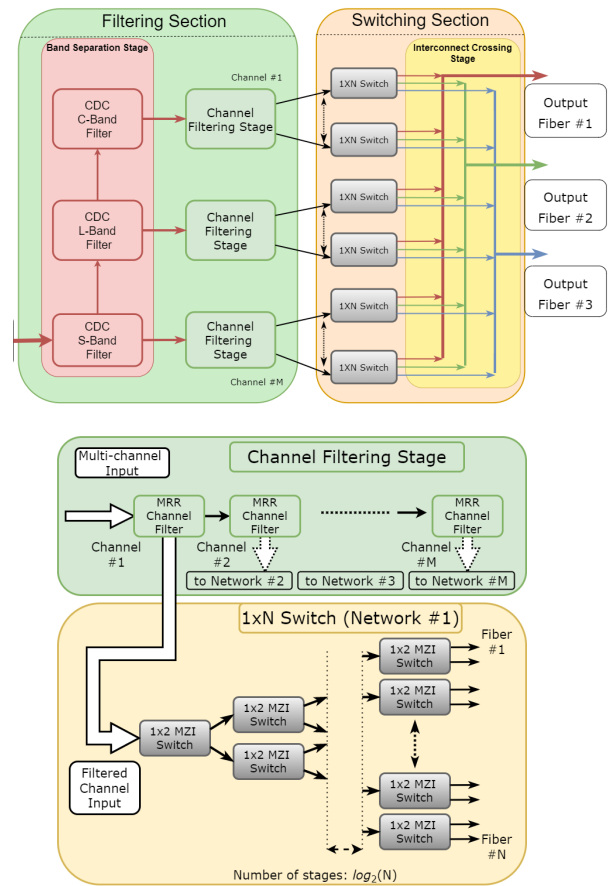 Filtering Section
Switching Section
Band Separation Stage
Interconnect Crossing
Stage
Channel #1
CDC
C-Band
Filter
Channel
Filtering Stage
1XN Switch
1XN Switch
Output
Fiber #1
CDC
L-Band
Filter
Channel
Filtering
Stage
1XN Switch
1XN Switch
Output
Fiber #2
CDC
S-Band
Filter
Channel
Filtering
Stage
1XN Switch
1XN Switch
Output
Fiber #3
Channel #M
Multi-channel
Input
Channel Filtering Stage
MRR
Channel
Filter
MRR
Channel
Filter
MRR
Channel
Filter
Channel
#1
Channel
#2
Channel
#M
to Network #2
to Network #3
to Network #M
1xN Switch (Network #1)
1x2 MZI
Switch
1x2 MZI
Switch
1x2 MZI
Switch
1x2 MZI
Switch
1x2 MZI
Switch
1x2 MZI
Switch
1x2 MZI
Switch
Fiber
#1
Fiber
#N
Filtered
Channel
Input
Number of stages: log2(N)